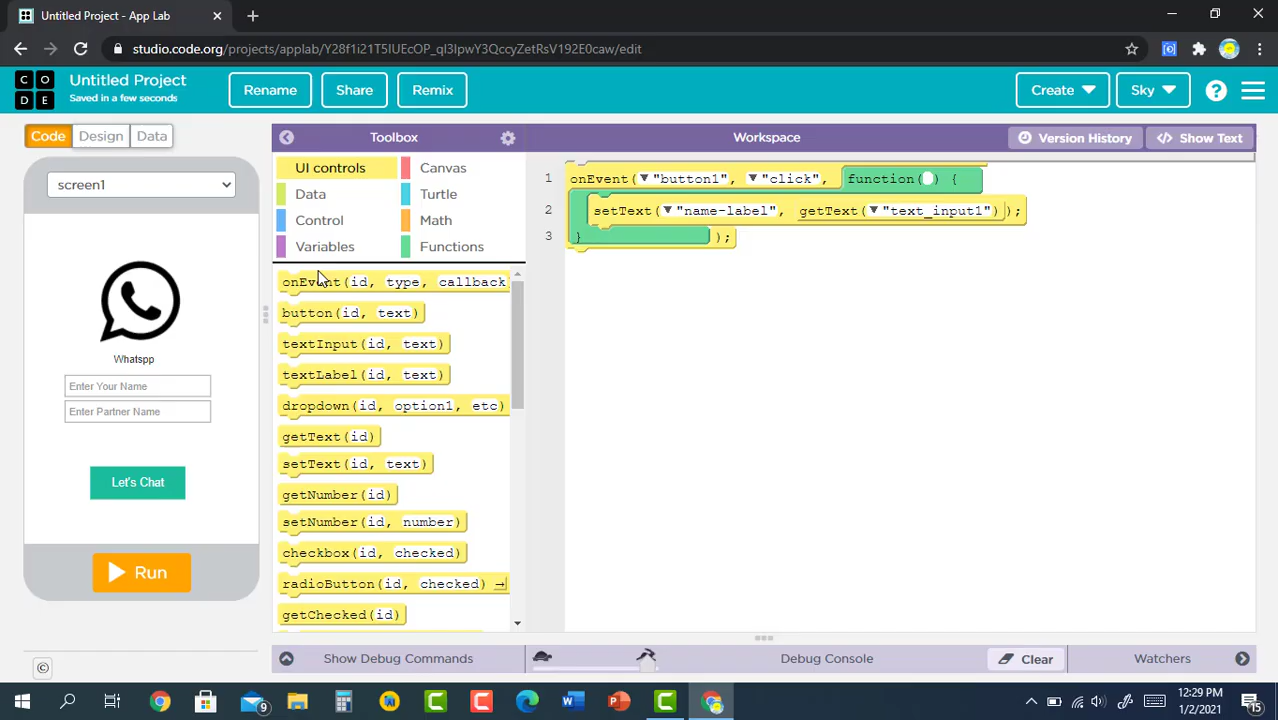 Untitled Project - App Lab
studio.code.org/projects/applab/Y28f1i21T5IUEcOP_qI3IpwY3QccyZetRsV192E0caw/edit
C O
D E
Untitled Project
Saved in a few seconds
Rename
Share
Remix
Create
Sky
?
Code
Design
Data
Toolbox
Workspace
Version History
</> Show Text
screen1
UI controls
Canvas
Data
Turtle
Control
Math
Variables
Functions
Whatspp
Enter Your Name
Enter Partner Name
Let's Chat
Run
onEvent(id, type, callback
button(id, text)
textInput(id, text)
textLabel(id, text)
dropdown(id, option1, etc)
getText(id)
setText(id, text)
getNumber(id)
setNumber(id, number)
checkbox(id, checked)
radioButton(id, checked)
getChecked(id)
1 onEvent("button1", "click", function() {
2 setText("name-label", getText("text_input1"));
3 } );
©
Show Debug Commands
Debug Console
Clear
Watchers
9
12:29 PM
1/2/2021
15